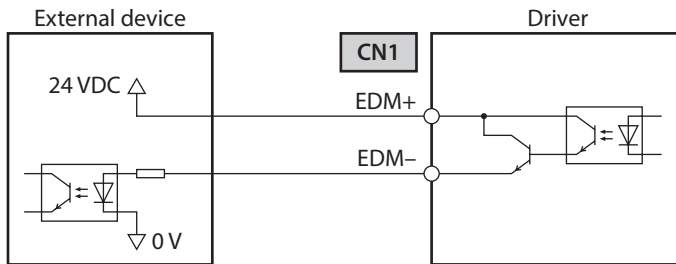 External device
Driver
CN1
24 VDC
EDM+
EDM–
0 V